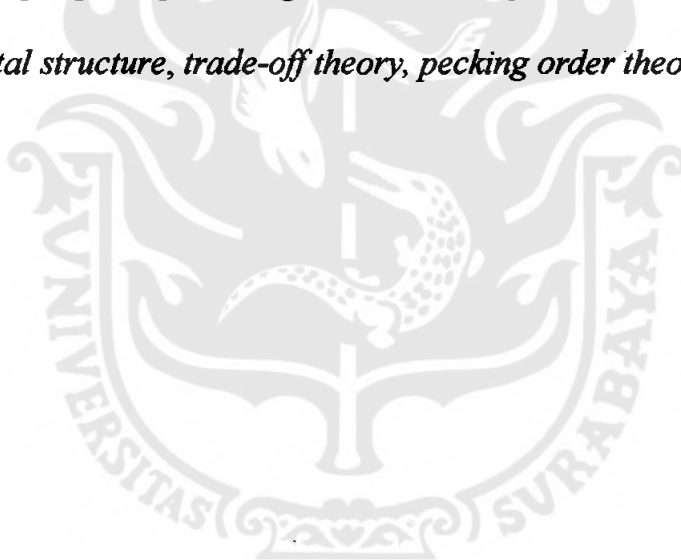 tal structure, trade-off theory, pecking order theo
UNIVERSITAS SURABAYA